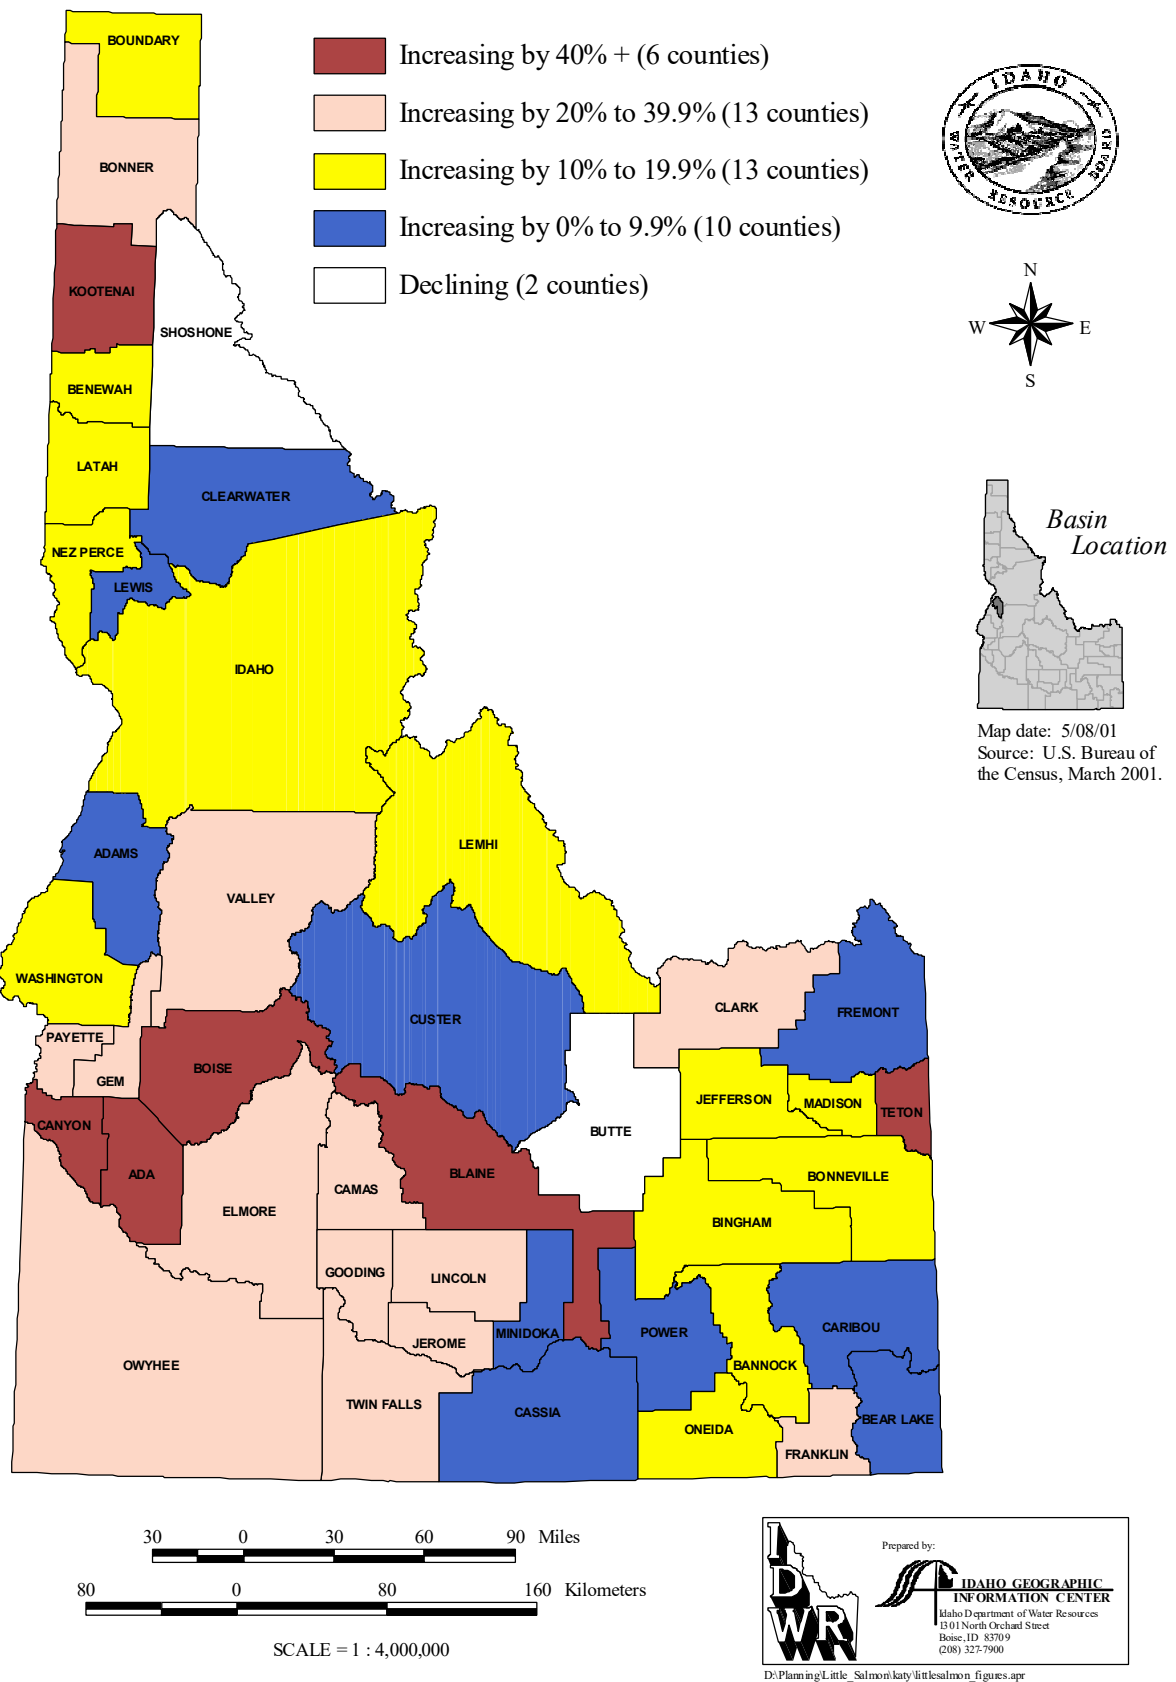 BOUNDARY
Increasing by 40% + (6 counties)
Increasing by 20% to 39.9% (13 counties)
Increasing by 10% to 19.9% (13 counties)
Increasing by 0% to 9.9% (10 counties)
Declining (2 counties)
IDAHO
WATER RESOURCE BOARD
N
W E
S
BONNER
KOOTENAI
SHOSHONE
BENEWAH
LATAH
CLEARWATER
NEZ PERCE
LEWIS
IDAHO
Basin
Location
Map date: 5/08/01
Source: U.S. Bureau of
the Census, March 2001.
ADAMS
LEMHI
VALLEY
WASHINGTON
CUSTER
CLARK
FREMONT
PAYETTE
GEM
BOISE
JEFFERSON
MADISON
TETON
CANYON
ADA
BUTTE
BLAINE
CAMAS
BONNEVILLE
ELMORE
BINGHAM
GOODING
LINCOLN
JEROME
MINIDOKA
POWER
CARIBOU
OWYHEE
BANNOCK
TWIN FALLS
CASSIA
ONEIDA
BEAR LAKE
FRANKLIN
30 0 30 60 90 Miles
80 0 80 160 Kilometers
SCALE = 1 : 4,000,000
IDWR
Prepared by:
IDAHO GEOGRAPHIC
INFORMATION CENTER
Idaho Department of Water Resources
1301 North Orchard Street
Boise, ID 83709
(208) 327-7900
D:\Planning\Little_Salmon\katy\littlesalmon_figures.apr